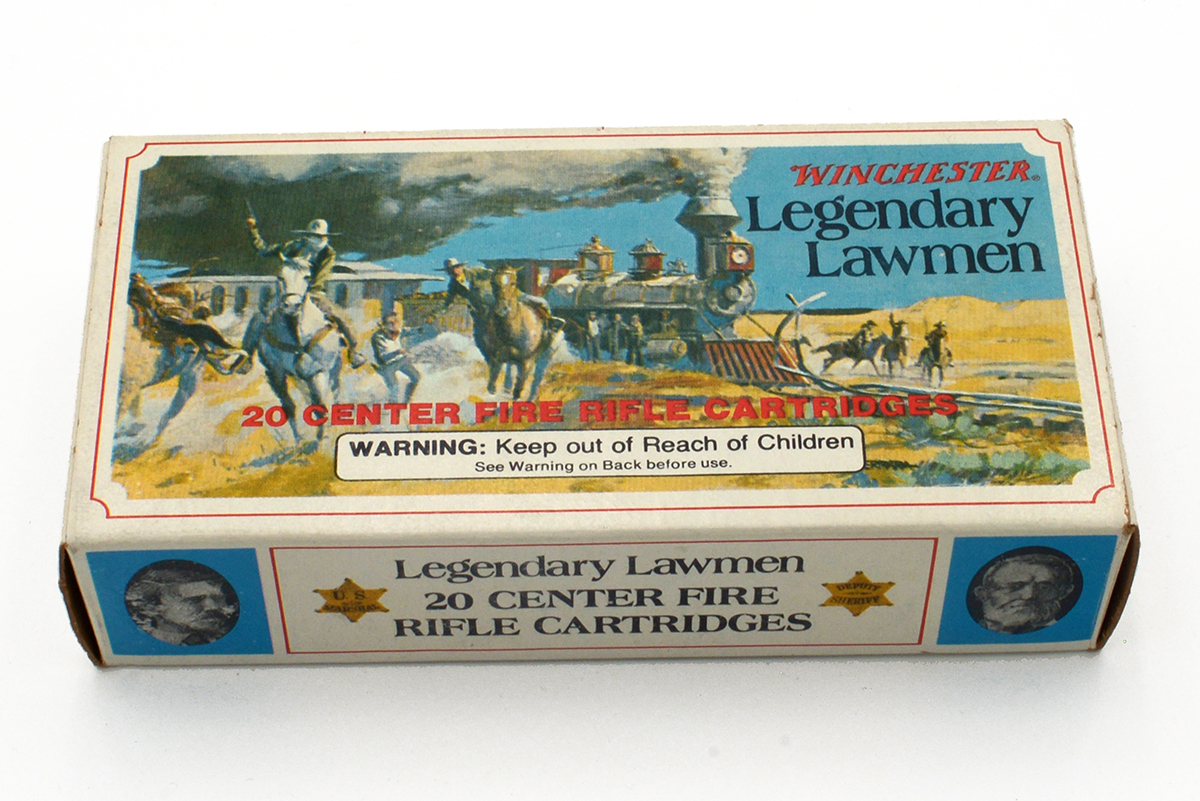 WINCHESTER®
Legendary
Lawmen
20 CENTER FIRE RIFLE CARTRIDGES
WARNING: Keep out of Reach of Children
See Warning on Back before use.
Legendary Lawmen
20 CENTER FIRE
RIFLE CARTRIDGES
U. S.
MARSHAL
DEPUTY
SHERIFF